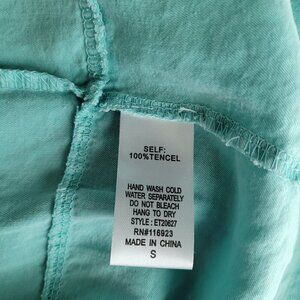 SELF:
100%TENCEL
HAND WASH COLD
WATER SEPARATELY
DO NOT BLEACH
HANG TO DRY
STYLE: ET20627
RN#116923
MADE IN CHINA
S